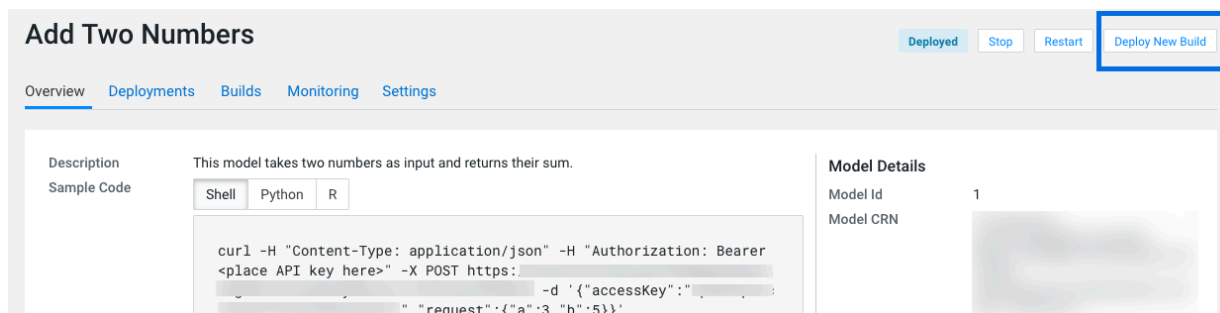 Add Two Numbers
Deployed Stop Restart Deploy New Build
Overview Deployments Builds Monitoring Settings
Description This model takes two numbers as input and returns their sum.
Sample Code
Shell Python R
curl -H "Content-Type: application/json" -H "Authorization: Bearer
<place API key here>" -X POST https:
-d '{"accessKey":"
" "request":{"a":3 "b":5}}'
Model Details
Model Id 1
Model CRN